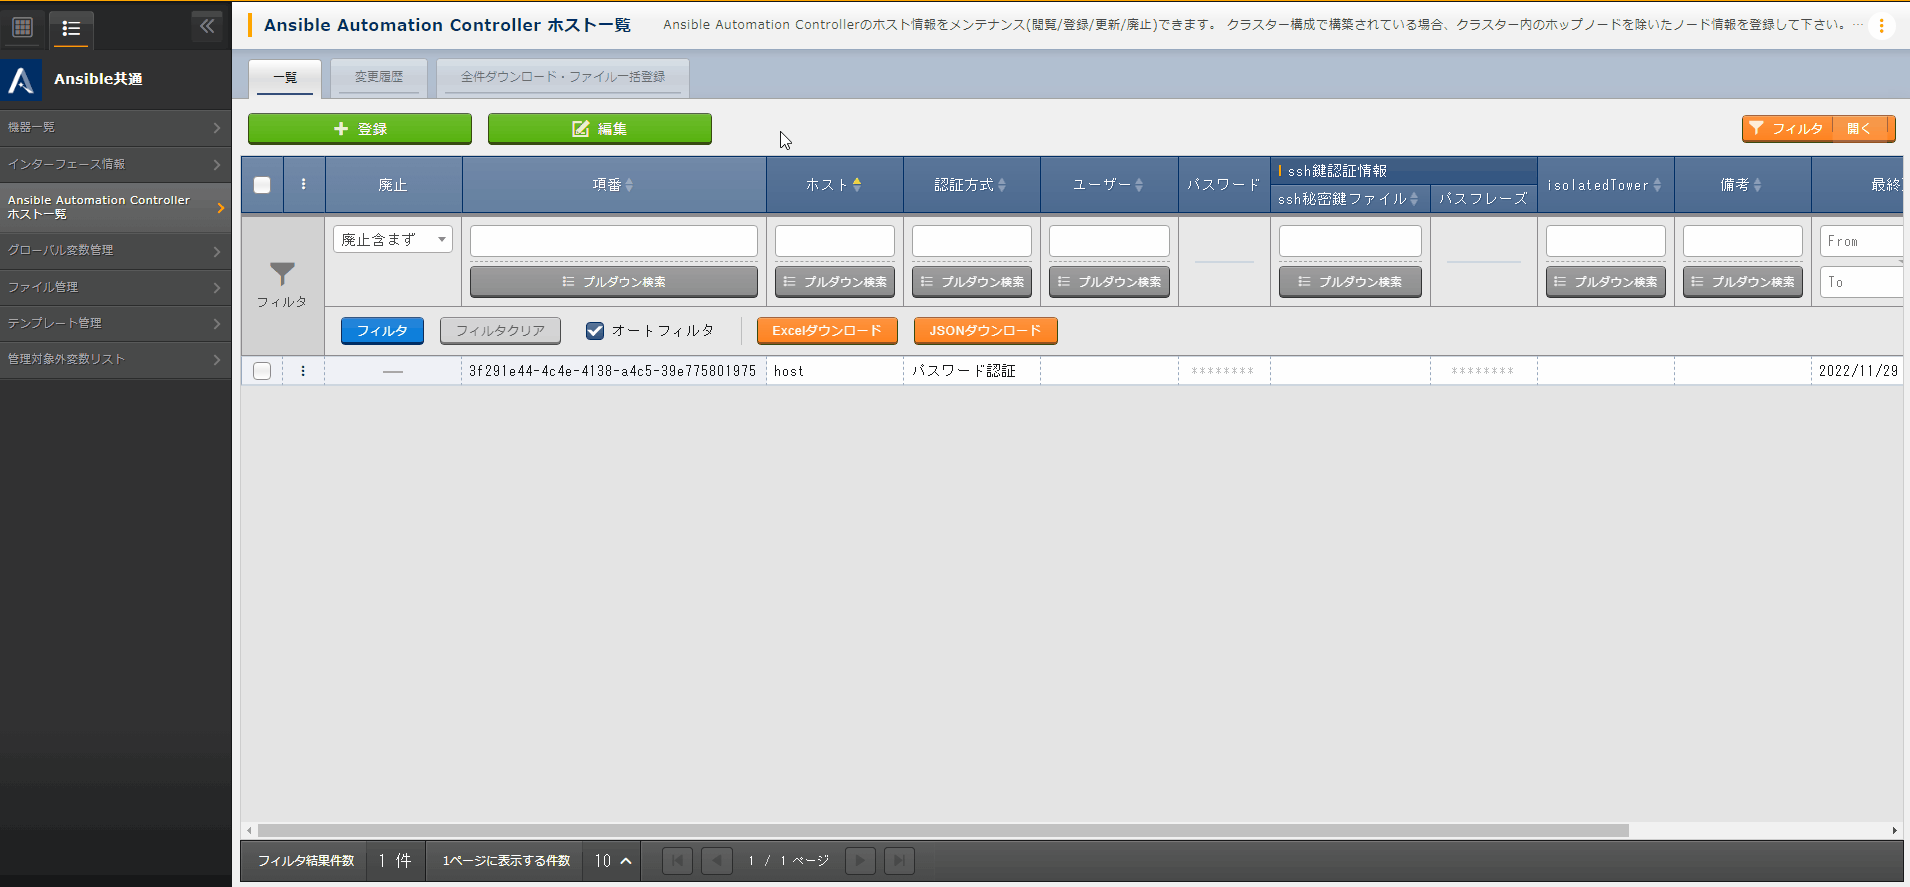 Ansible Automation Controller ホスト一覧
Ansible Automation Controllerのホスト情報をメンテナンス(閲覧/登録/更新/廃止)できます。 クラスター構成で構築されている場合、クラスター内のホップノードを除いたノード情報を登録して下さい。…
Ansible共通
機器一覧
インターフェース情報
Ansible Automation Controller
ホスト一覧
グローバル変数管理
ファイル管理
テンプレート管理
管理対象外変数リスト
一覧
変更履歴
全件ダウンロード・ファイル一括登録
登録
編集
フィルタ 開く
廃止 項番 ホスト 認証方式 ユーザー パスワード ssh鍵認証情報 isolatedTower 備考 最終
ssh秘密鍵ファイル パスフレーズ
フィルタ
廃止含まず
From
プルダウン検索 プルダウン検索 プルダウン検索 プルダウン検索 プルダウン検索 プルダウン検索 プルダウン検索
To
フィルタ フィルタクリア オートフィルタ Excelダウンロード JSONダウンロード
3f291e44-4c4e-4138-a4c5-39e775801975 host パスワード認証 ******** ******** 2022/11/29
フィルタ結果件数 1 件 1ページに表示する件数 10 1 / 1 ページ